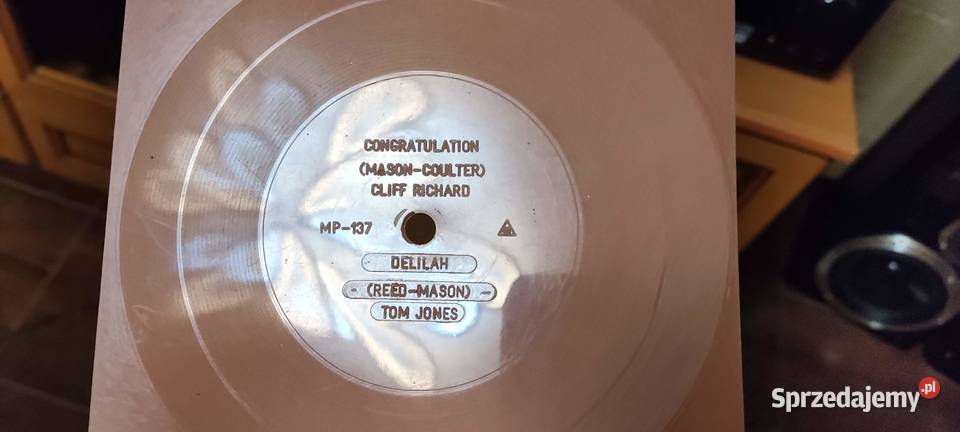 CONGRATULATION
(MASON-COULTER)
CLIFF RICHARD
MP-137
DELILAH
- (REED-MASON) -
TOM JONES
Sprzedajemy.pl